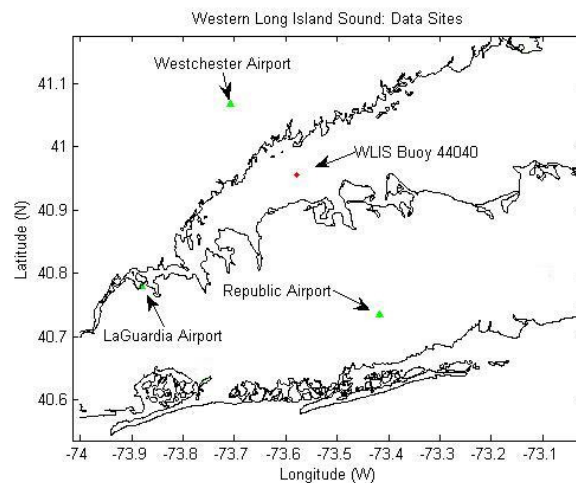 Western Long Island Sound: Data Sites
41.1
41
40.9
40.8
40.7
40.6
Latitude (N)
Westchester Airport
WLIS Buoy 44040
Republic Airport
LaGuardia Airport
-74 -73.9 -73.8 -73.7 -73.6 -73.5 -73.4 -73.3 -73.2 -73.1
Longitude (W)